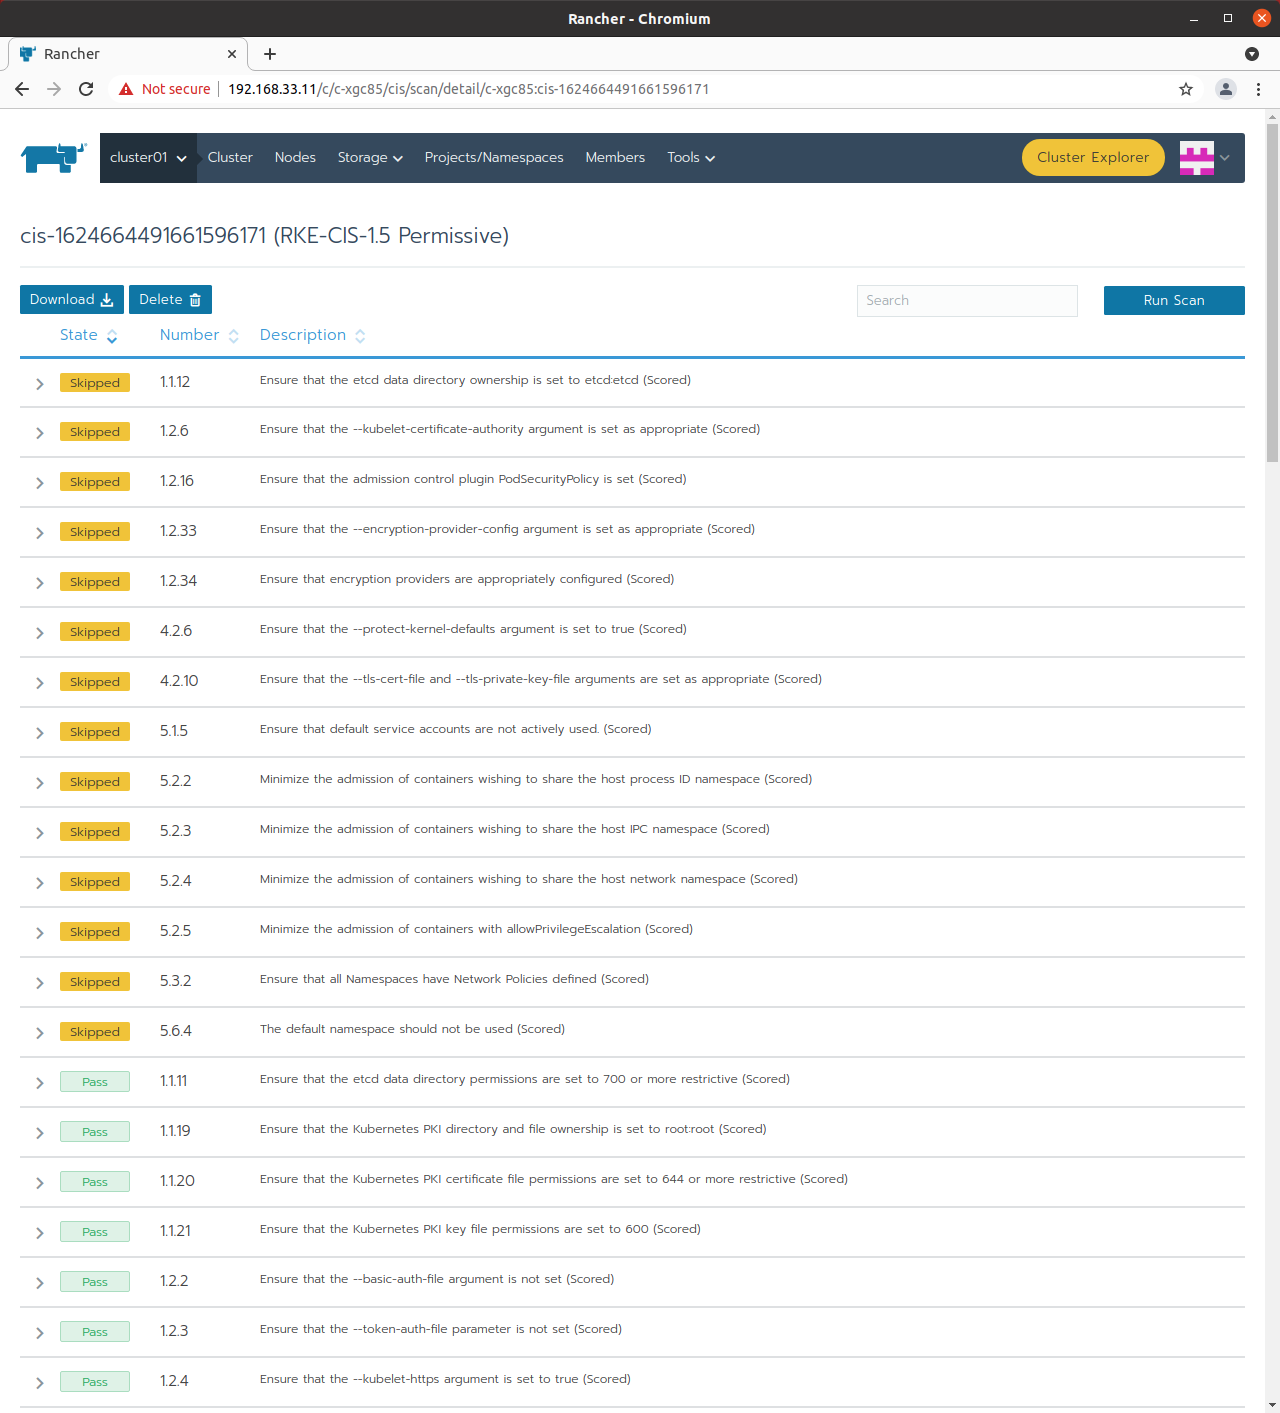 Rancher - Chromium
Rancher
Not secure 192.168.33.11/c/c-xgc85/cis/scan/detail/c-xgc85:cis-1624664491661596171
cluster01 Cluster Nodes Storage Projects/Namespaces Members Tools Cluster Explorer
cis-1624664491661596171 (RKE-CIS-1.5 Permissive)
Download Delete Search Run Scan
State Number Description
Skipped 1.1.12 Ensure that the etcd data directory ownership is set to etcd:etcd (Scored)
Skipped 1.2.6 Ensure that the --kubelet-certificate-authority argument is set as appropriate (Scored)
Skipped 1.2.16 Ensure that the admission control plugin PodSecurityPolicy is set (Scored)
Skipped 1.2.33 Ensure that the --encryption-provider-config argument is set as appropriate (Scored)
Skipped 1.2.34 Ensure that encryption providers are appropriately configured (Scored)
Skipped 4.2.6 Ensure that the --protect-kernel-defaults argument is set to true (Scored)
Skipped 4.2.10 Ensure that the --tls-cert-file and --tls-private-key-file arguments are set as appropriate (Scored)
Skipped 5.1.5 Ensure that default service accounts are not actively used. (Scored)
Skipped 5.2.2 Minimize the admission of containers wishing to share the host process ID namespace (Scored)
Skipped 5.2.3 Minimize the admission of containers wishing to share the host IPC namespace (Scored)
Skipped 5.2.4 Minimize the admission of containers wishing to share the host network namespace (Scored)
Skipped 5.2.5 Minimize the admission of containers with allowPrivilegeEscalation (Scored)
Skipped 5.3.2 Ensure that all Namespaces have Network Policies defined (Scored)
Skipped 5.6.4 The default namespace should not be used (Scored)
Pass 1.1.11 Ensure that the etcd data directory permissions are set to 700 or more restrictive (Scored)
Pass 1.1.19 Ensure that the Kubernetes PKI directory and file ownership is set to root:root (Scored)
Pass 1.1.20 Ensure that the Kubernetes PKI certificate file permissions are set to 644 or more restrictive (Scored)
Pass 1.1.21 Ensure that the Kubernetes PKI key file permissions are set to 600 (Scored)
Pass 1.2.2 Ensure that the --basic-auth-file argument is not set (Scored)
Pass 1.2.3 Ensure that the --token-auth-file parameter is not set (Scored)
Pass 1.2.4 Ensure that the --kubelet-https argument is set to true (Scored)